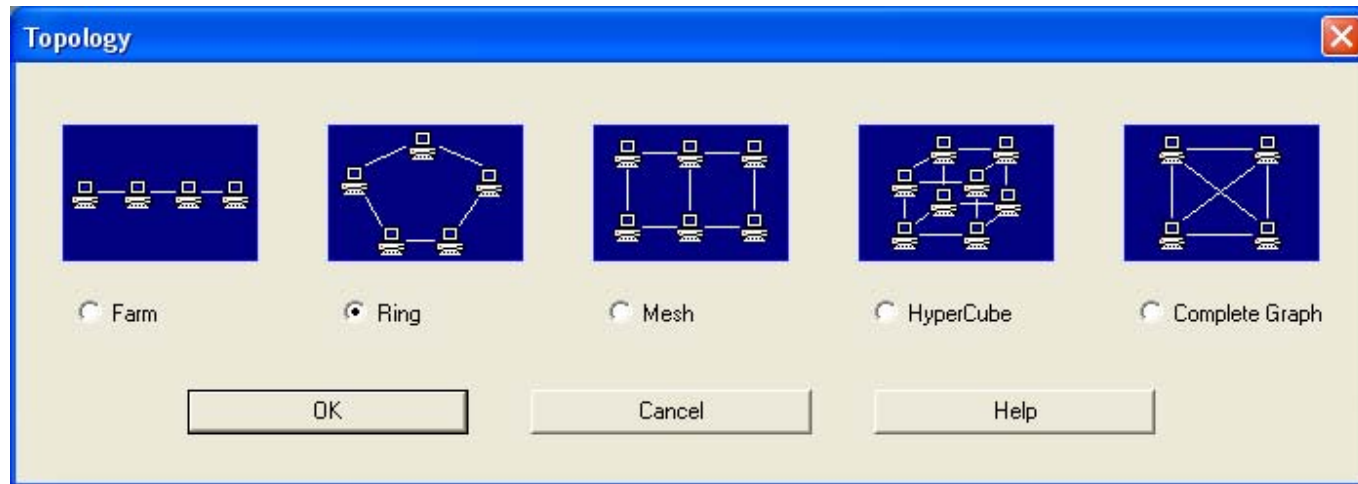 Topology
Farm
Ring
Mesh
HyperCube
Complete Graph
OK
Cancel
Help